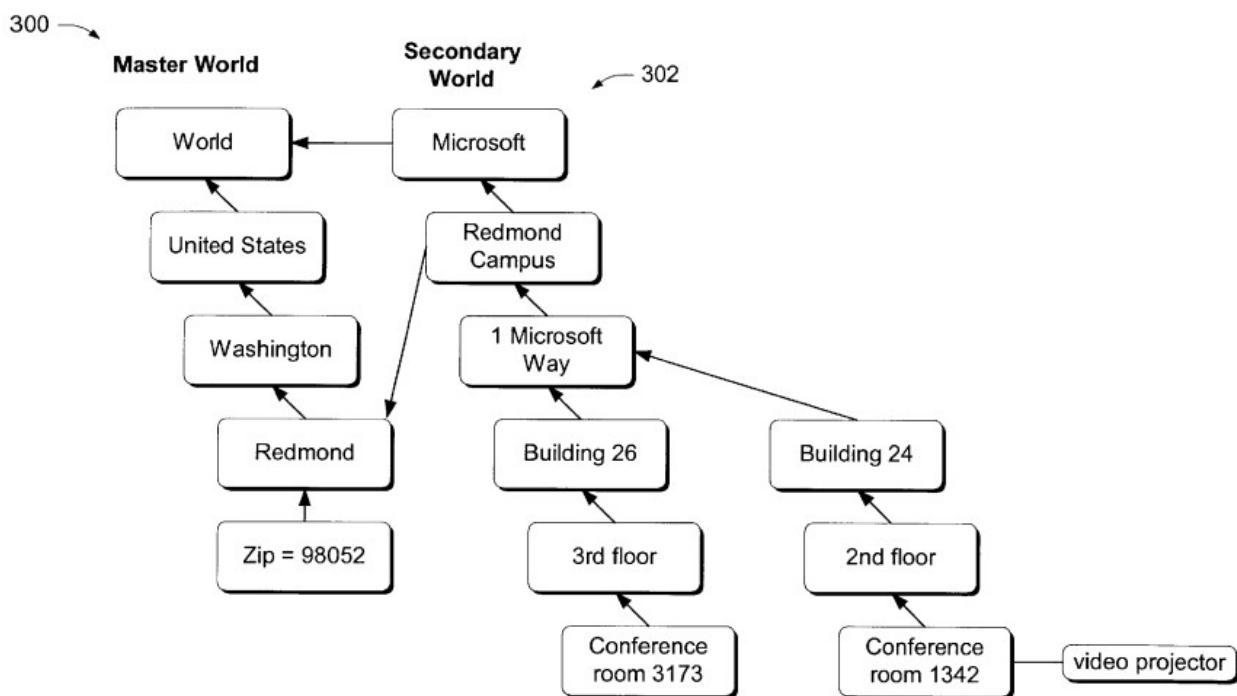 300
Master World
Secondary
World
302
World
Microsoft
United States
Redmond
Campus
Washington
1 Microsoft
Way
Redmond
Building 26
Building 24
Zip = 98052
3rd floor
2nd floor
Conference
room 3173
Conference
room 1342
video projector